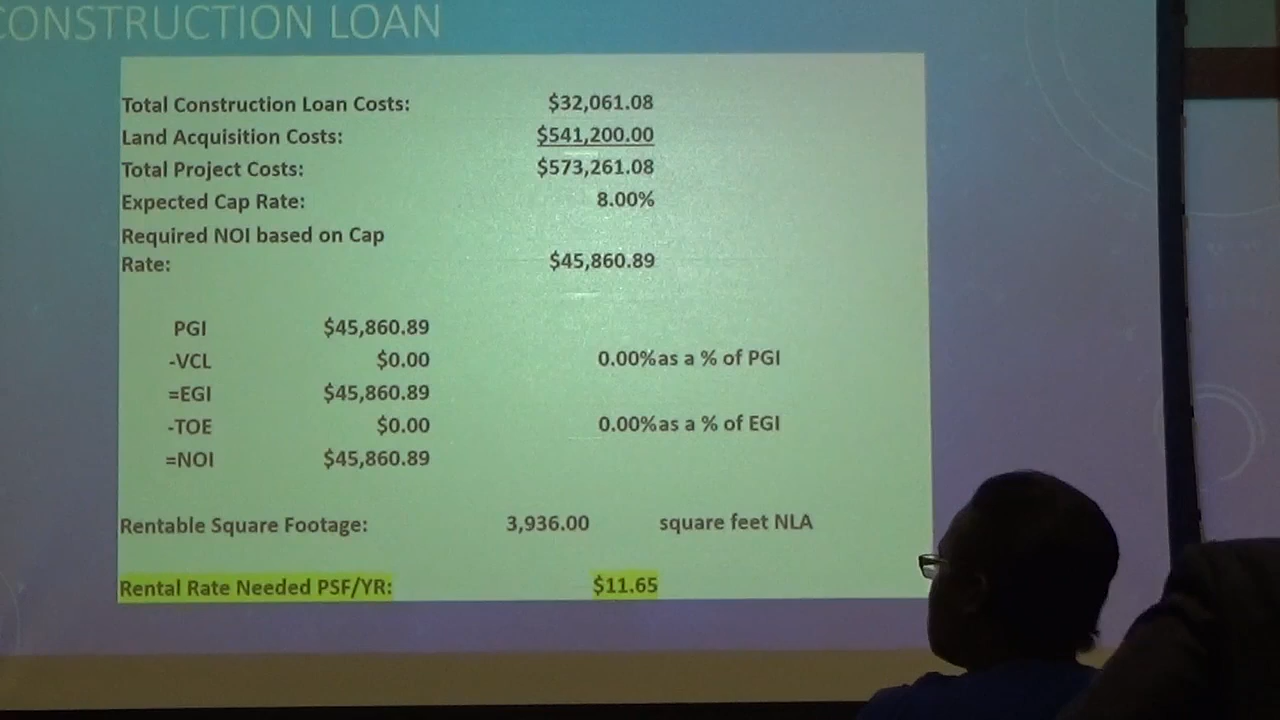 CONSTRUCTION LOAN
Total Construction Loan Costs: $32,061.08
Land Acquisition Costs: $541,200.00
Total Project Costs: $573,261.08
Expected Cap Rate: 8.00%
Required NOI based on Cap
Rate: $45,860.89
PGI $45,860.89
-VCL $0.00 0.00%as a % of PGI
=EGI $45,860.89
-TOE $0.00 0.00%as a % of EGI
=NOI $45,860.89
Rentable Square Footage: 3,936.00 square feet NLA
Rental Rate Needed PSF/YR: $11.65